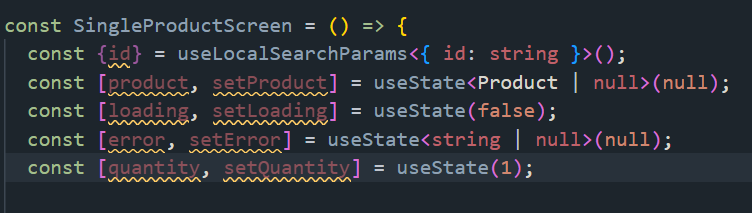 const SingleProductScreen = () => {
const {id} = useLocalSearchParams<{ id: string }>();
const [product, setProduct] = useState<Product | null>(null);
const [loading, setLoading] = useState(false);
const [error, setError] = useState<string | null>(null);
const [quantity, setQuantity] = useState(1);